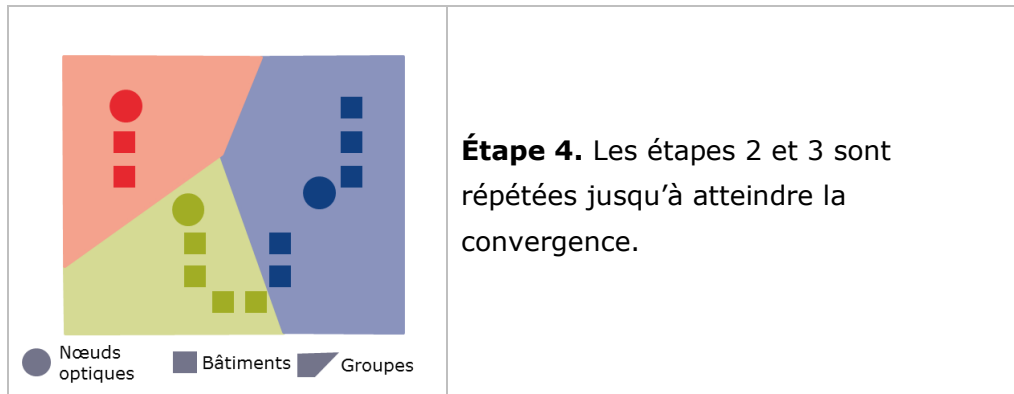 Étape 4. Les étapes 2 et 3 sont
répétées jusqu'à atteindre la
convergence.
Nœuds
optiques
Bâtiments
Groupes